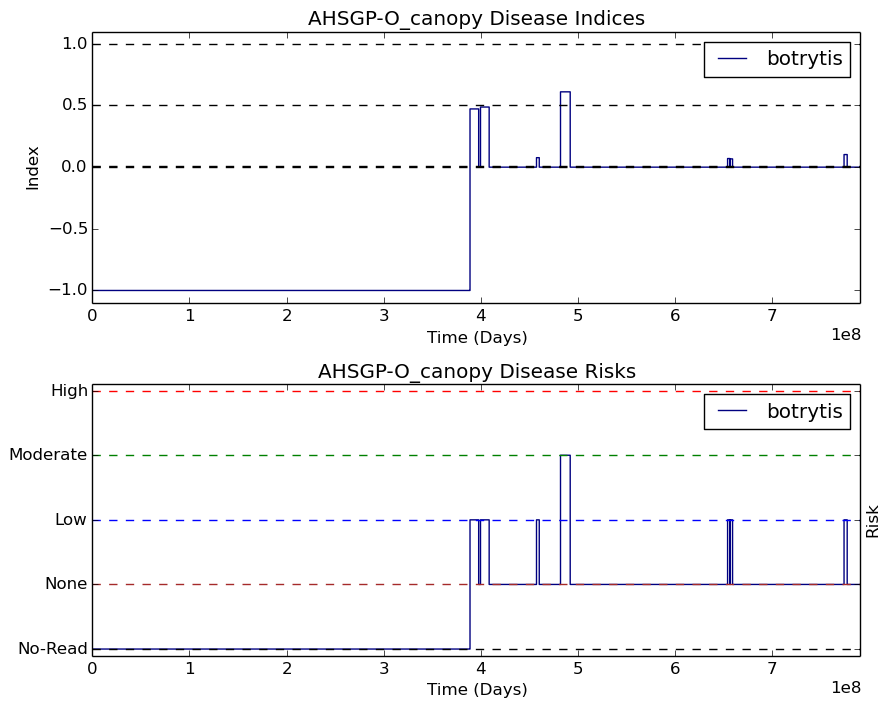 AHSGP-O_canopy Disease Indices
1.0
0.5
0.0
−0.5
−1.0
Index
botrytis
0 1 2 3 4 5 6 7
1e8
Time (Days)
AHSGP-O_canopy Disease Risks
High
Moderate
Low
None
No-Read
botrytis
Risk
0 1 2 3 4 5 6 7
1e8
Time (Days)